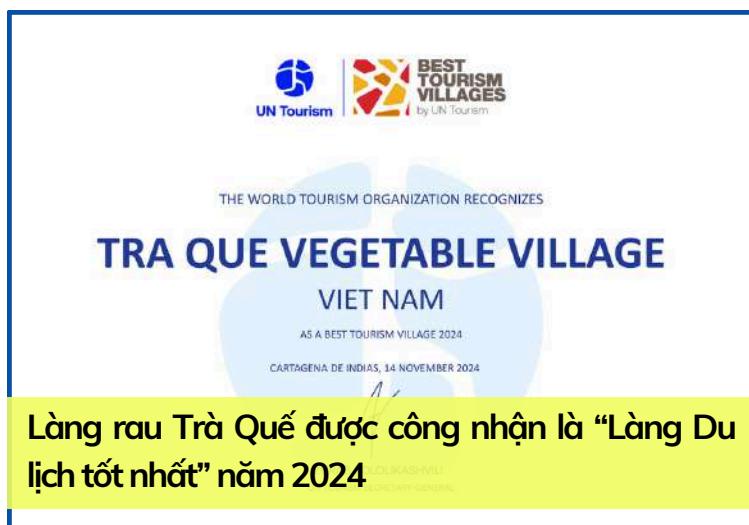 UN Tourism
BEST
TOURISM
VILLAGES
by UN Tourism
THE WORLD TOURISM ORGANIZATION RECOGNIZES
TRA QUE VEGETABLE VILLAGE
VIET NAM
AS A BEST TOURISM VILLAGE 2024
CARTAGENA DE INDIAS, 14 NOVEMBER 2024
Làng rau Trà Quế được công nhận là “Làng Du
lịch tốt nhất” năm 2024